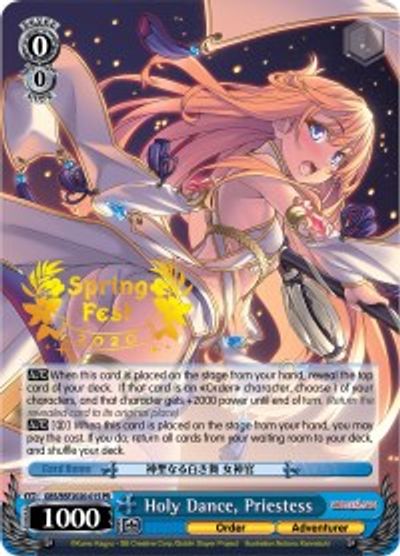 LEVEL
0
0
Spring
Fest
2020
A/C When this card is placed on the stage from your hand, reveal the top
card of your deck. If that card is an «Order» character, choose 1 of your
characters, and that character gets +2000 power until end of turn. (Return the
revealed card to its original place)
A/C [(1)] When this card is placed on the stage from your hand, you may
pay the cost. If you do, return all cards from your waiting room to your deck,
and shuffle your deck.
Card Name
神聖なる白き舞 女神官
1000
Holy Dance, Priestess
Order
Adventurer